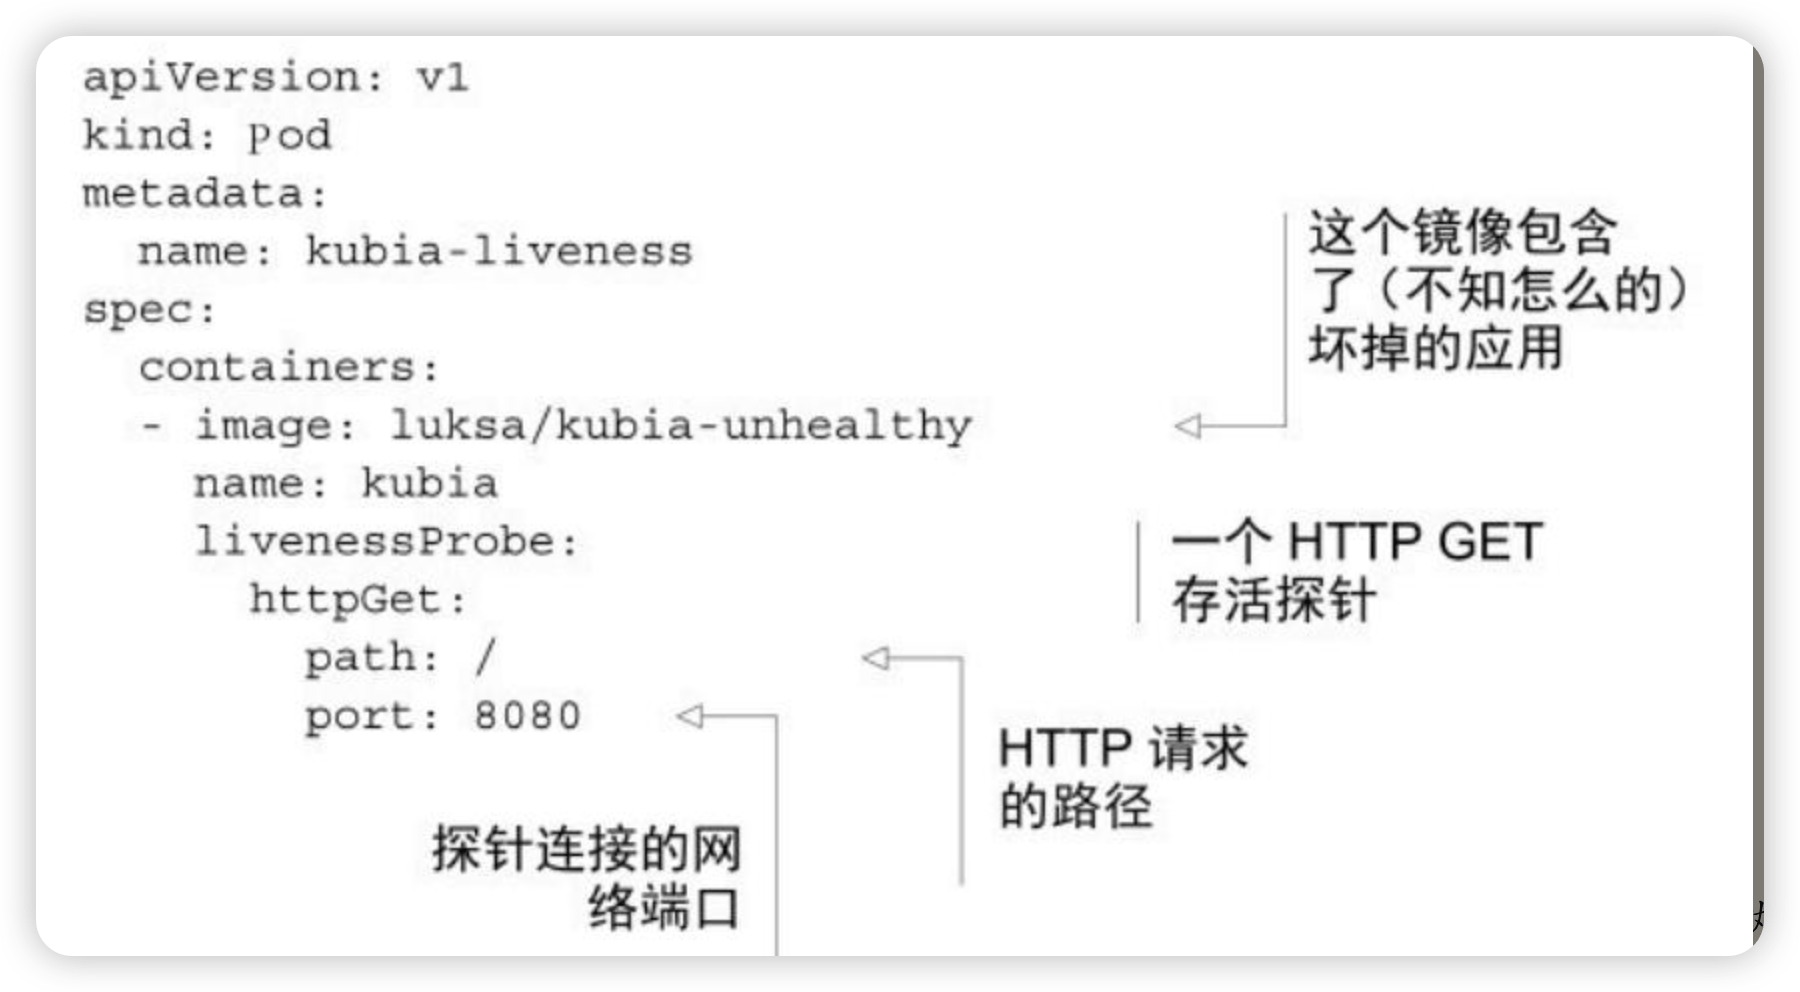 apiVersion: v1
kind: Pod
metadata:
  name: kubia-liveness
spec:
  containers:
  - image: luksa/kubia-unhealthy
    name: kubia
    livenessProbe:
      httpGet:
        path: /
        port: 8080
这个镜像包含
了（不知怎么的）
坏掉的应用
一个 HTTP GET
存活探针
HTTP 请求
的路径
探针连接的网
络端口